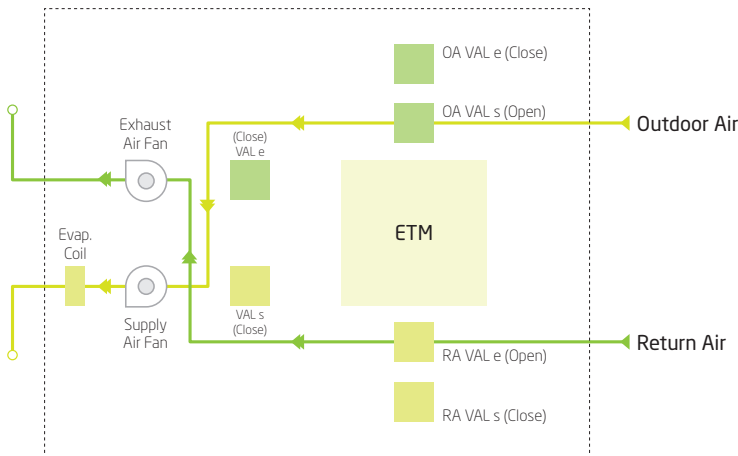 OA VAL e (Close)
OA VAL s (Open)
Outdoor Air
Exhaust
Air Fan
(Close)
VAL e
ETM
Evap.
Coil
VAL s
(Close)
Supply
Air Fan
Return Air
RA VAL e (Open)
RA VAL s (Close)